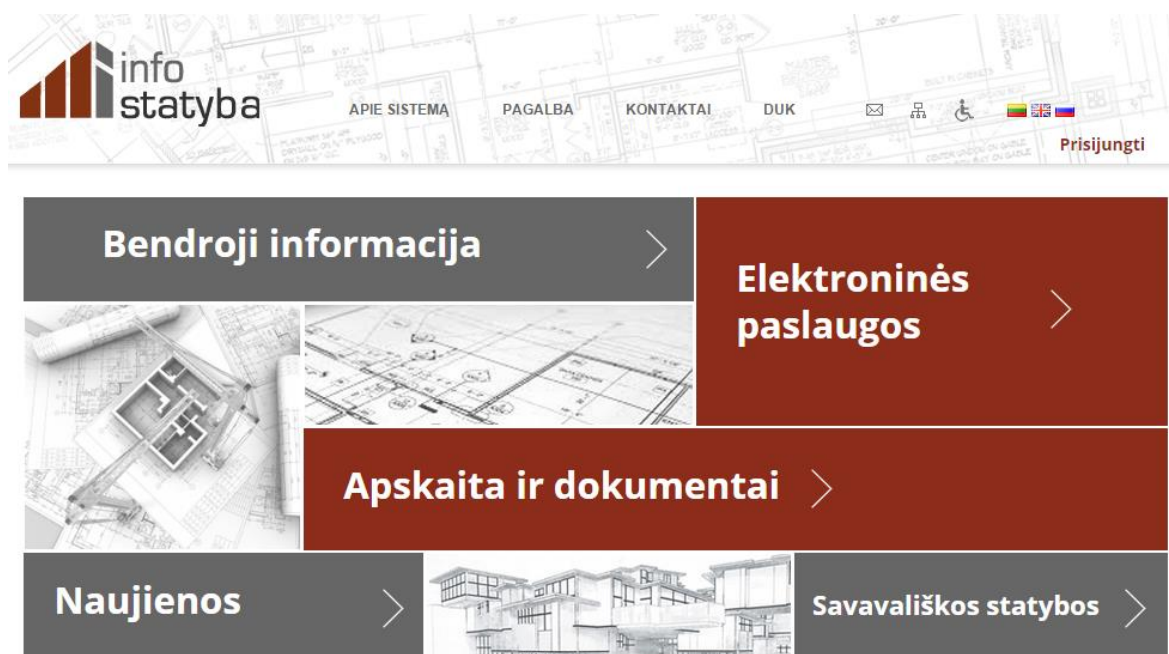 info
statyba
APIE SISTEMĄ PAGALBA KONTAKTAI DUK
Prisijungti
Bendroji informacija
Elektroninės
paslaugos
Apskaita ir dokumentai
Naujienos
Savavališkos statybos